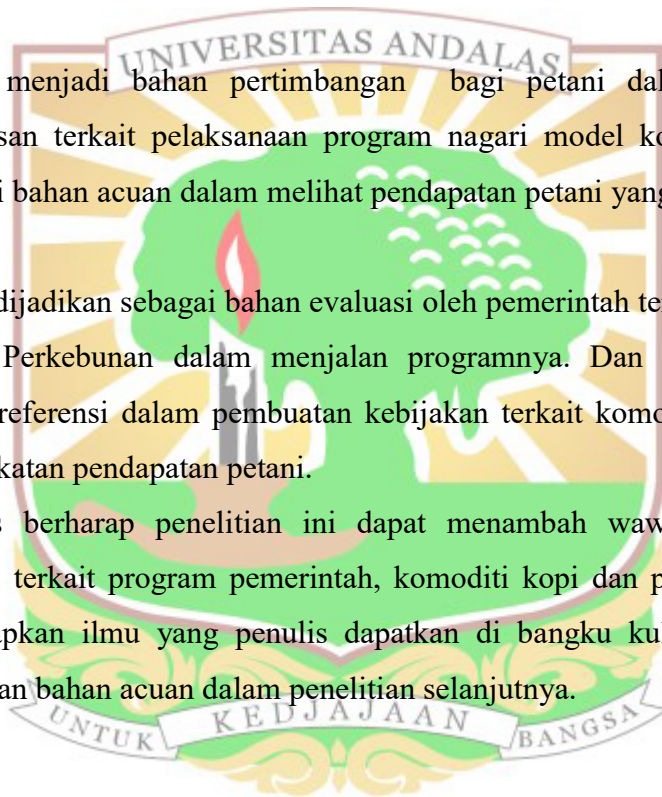 UNIVERSITAS ANDALAS
menjadi bahan pertimbangan bagi petani dal
san terkait pelaksanaan program nagari model ko
i bahan acuan dalam melihat pendapatan petani yang
dijadikan sebagai bahan evaluasi oleh pemerintah te
Perkebunan dalam menjalan programnya. Dan
referensi dalam pembuatan kebijakan terkait komo
katan pendapatan petani.
s berharap penelitian ini dapat menambah waw
terkait program pemerintah, komoditi kopi dan p
apkan ilmu yang penulis dapatkan di bangku ku
an bahan acuan dalam penelitian selanjutnya.
UNTUK KEDJAJAAN BANGSA